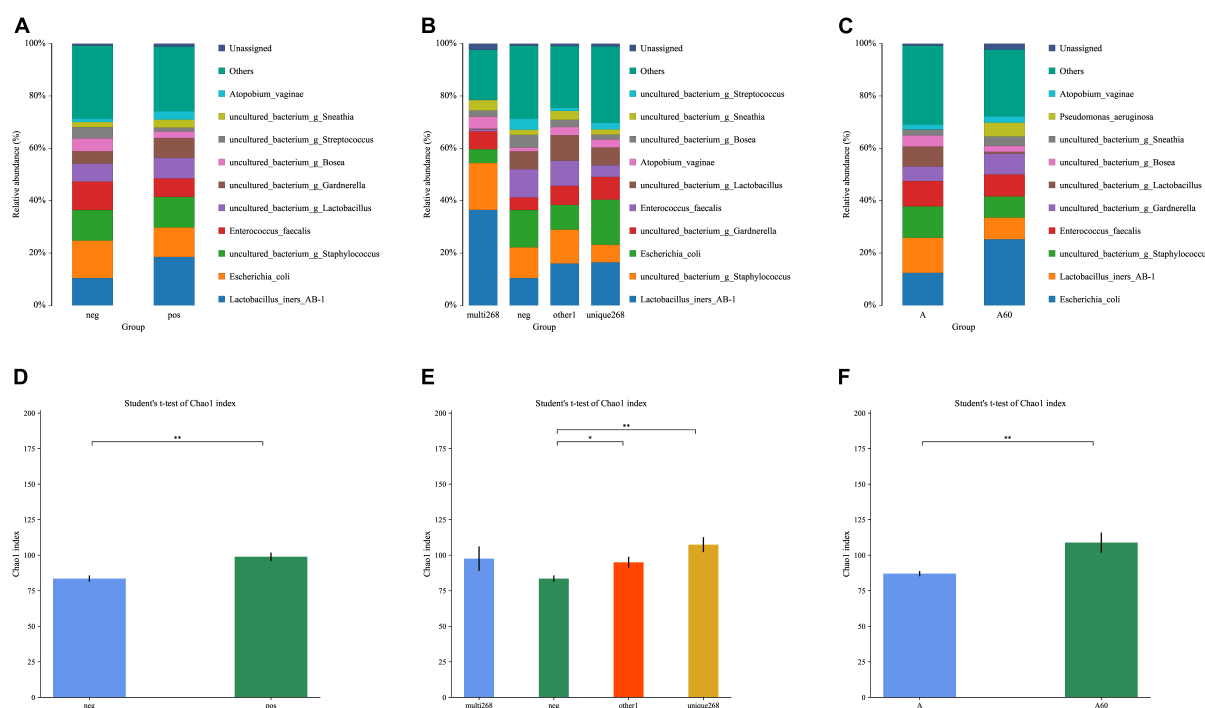 A
Relative abundance (%)
100%
80%
60%
40%
20%
0%
neg
pos
Group
Unassigned
Others
Atopobium_vaginae
uncultured_bacterium_g_Sneathia
uncultured_bacterium_g_Streptococcus
uncultured_bacterium_g_Bosea
uncultured_bacterium_g_Gardnerella
uncultured_bacterium_g_Lactobacillus
Enterococcus_faecalis
uncultured_bacterium_g_Staphylococcus
Escherichia_coli
Lactobacillus_iners_AB-1
B
Relative abundance (%)
100%
80%
60%
40%
20%
0%
multi268
neg
other1
unique268
Group
Unassigned
Others
uncultured_bacterium_g_Streptococcus
uncultured_bacterium_g_Sneathia
uncultured_bacterium_g_Bosea
Atopobium_vaginae
uncultured_bacterium_g_Lactobacillus
Enterococcus_faecalis
uncultured_bacterium_g_Gardnerella
Escherichia_coli
uncultured_bacterium_g_Staphylococcus
Lactobacillus_iners_AB-1
C
Relative abundance (%)
100%
80%
60%
40%
20%
0%
A
A60
Group
Unassigned
Others
Atopobium_vaginae
Pseudomonas_aeruginosa
uncultured_bacterium_g_Sneathia
uncultured_bacterium_g_Bosea
uncultured_bacterium_g_Lactobacillus
uncultured_bacterium_g_Gardnerella
Enterococcus_faecalis
uncultured_bacterium_g_Staphylococcu
Lactobacillus_iners_AB-1
Escherichia_coli
D
Student's t-test of Chao1 index
Chao1 index
200
175
150
125
100
75
50
25
0
**
neg
pos
E
Student's t-test of Chao1 index
Chao1 index
200
175
150
125
100
75
50
25
0
**
*
multi268
neg
other1
unique268
F
Student's t-test of Chao1 index
Chao1 index
200
175
150
125
100
75
50
25
0
**
A
A60